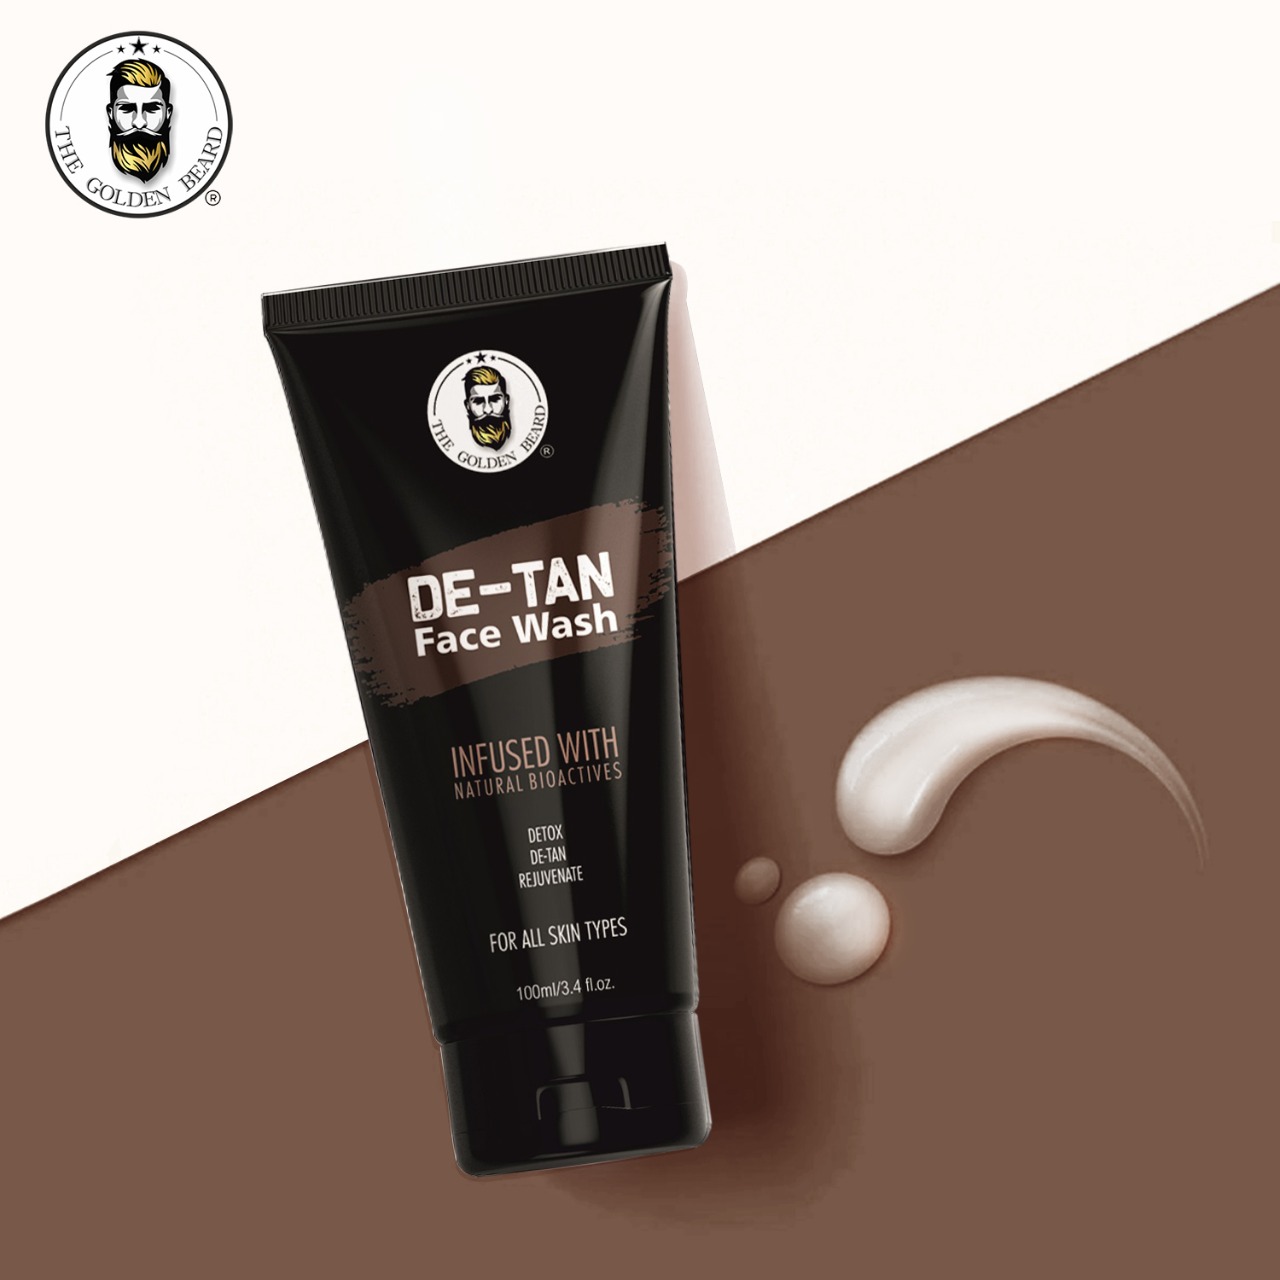 THE GOLDEN BEARD
®
THE GOLDEN BEARD
®
DE-TAN
Face Wash
INFUSED WITH
NATURAL BIOACTIVES
DETOX
DE-TAN
REJUVENATE
FOR ALL SKIN TYPES
100ml/3.4 fl.oz.